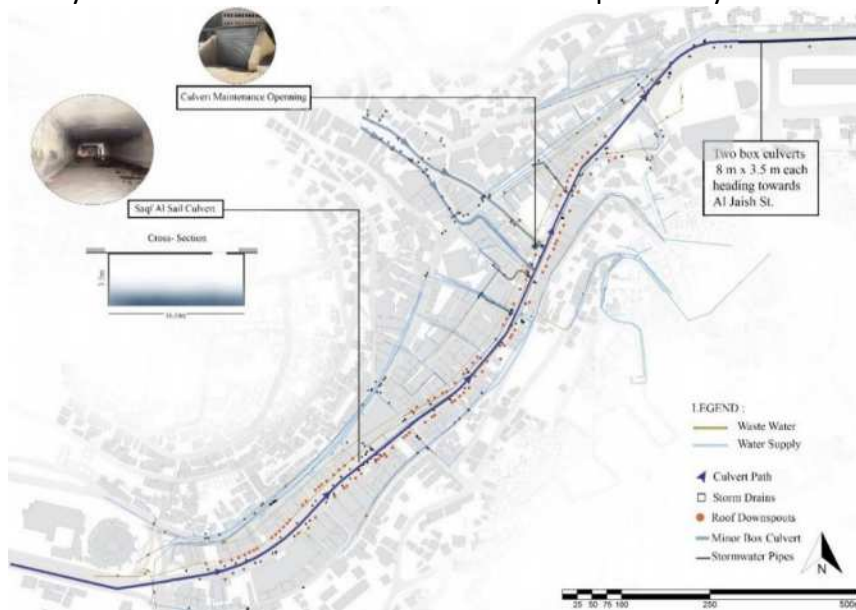 Culvert Maintenance Openning
Saqf Al Sail Culvert
Cross- Section
Two box culverts
8 m x 3.5 m each
heading towards
Al Jaish St.
LEGEND :
Waste Water
Water Supply
Culvert Path
Storm Drains
Roof Downspouts
Minor Box Culvert
Stormwater Pipes
N
25 50 75 100 250 500